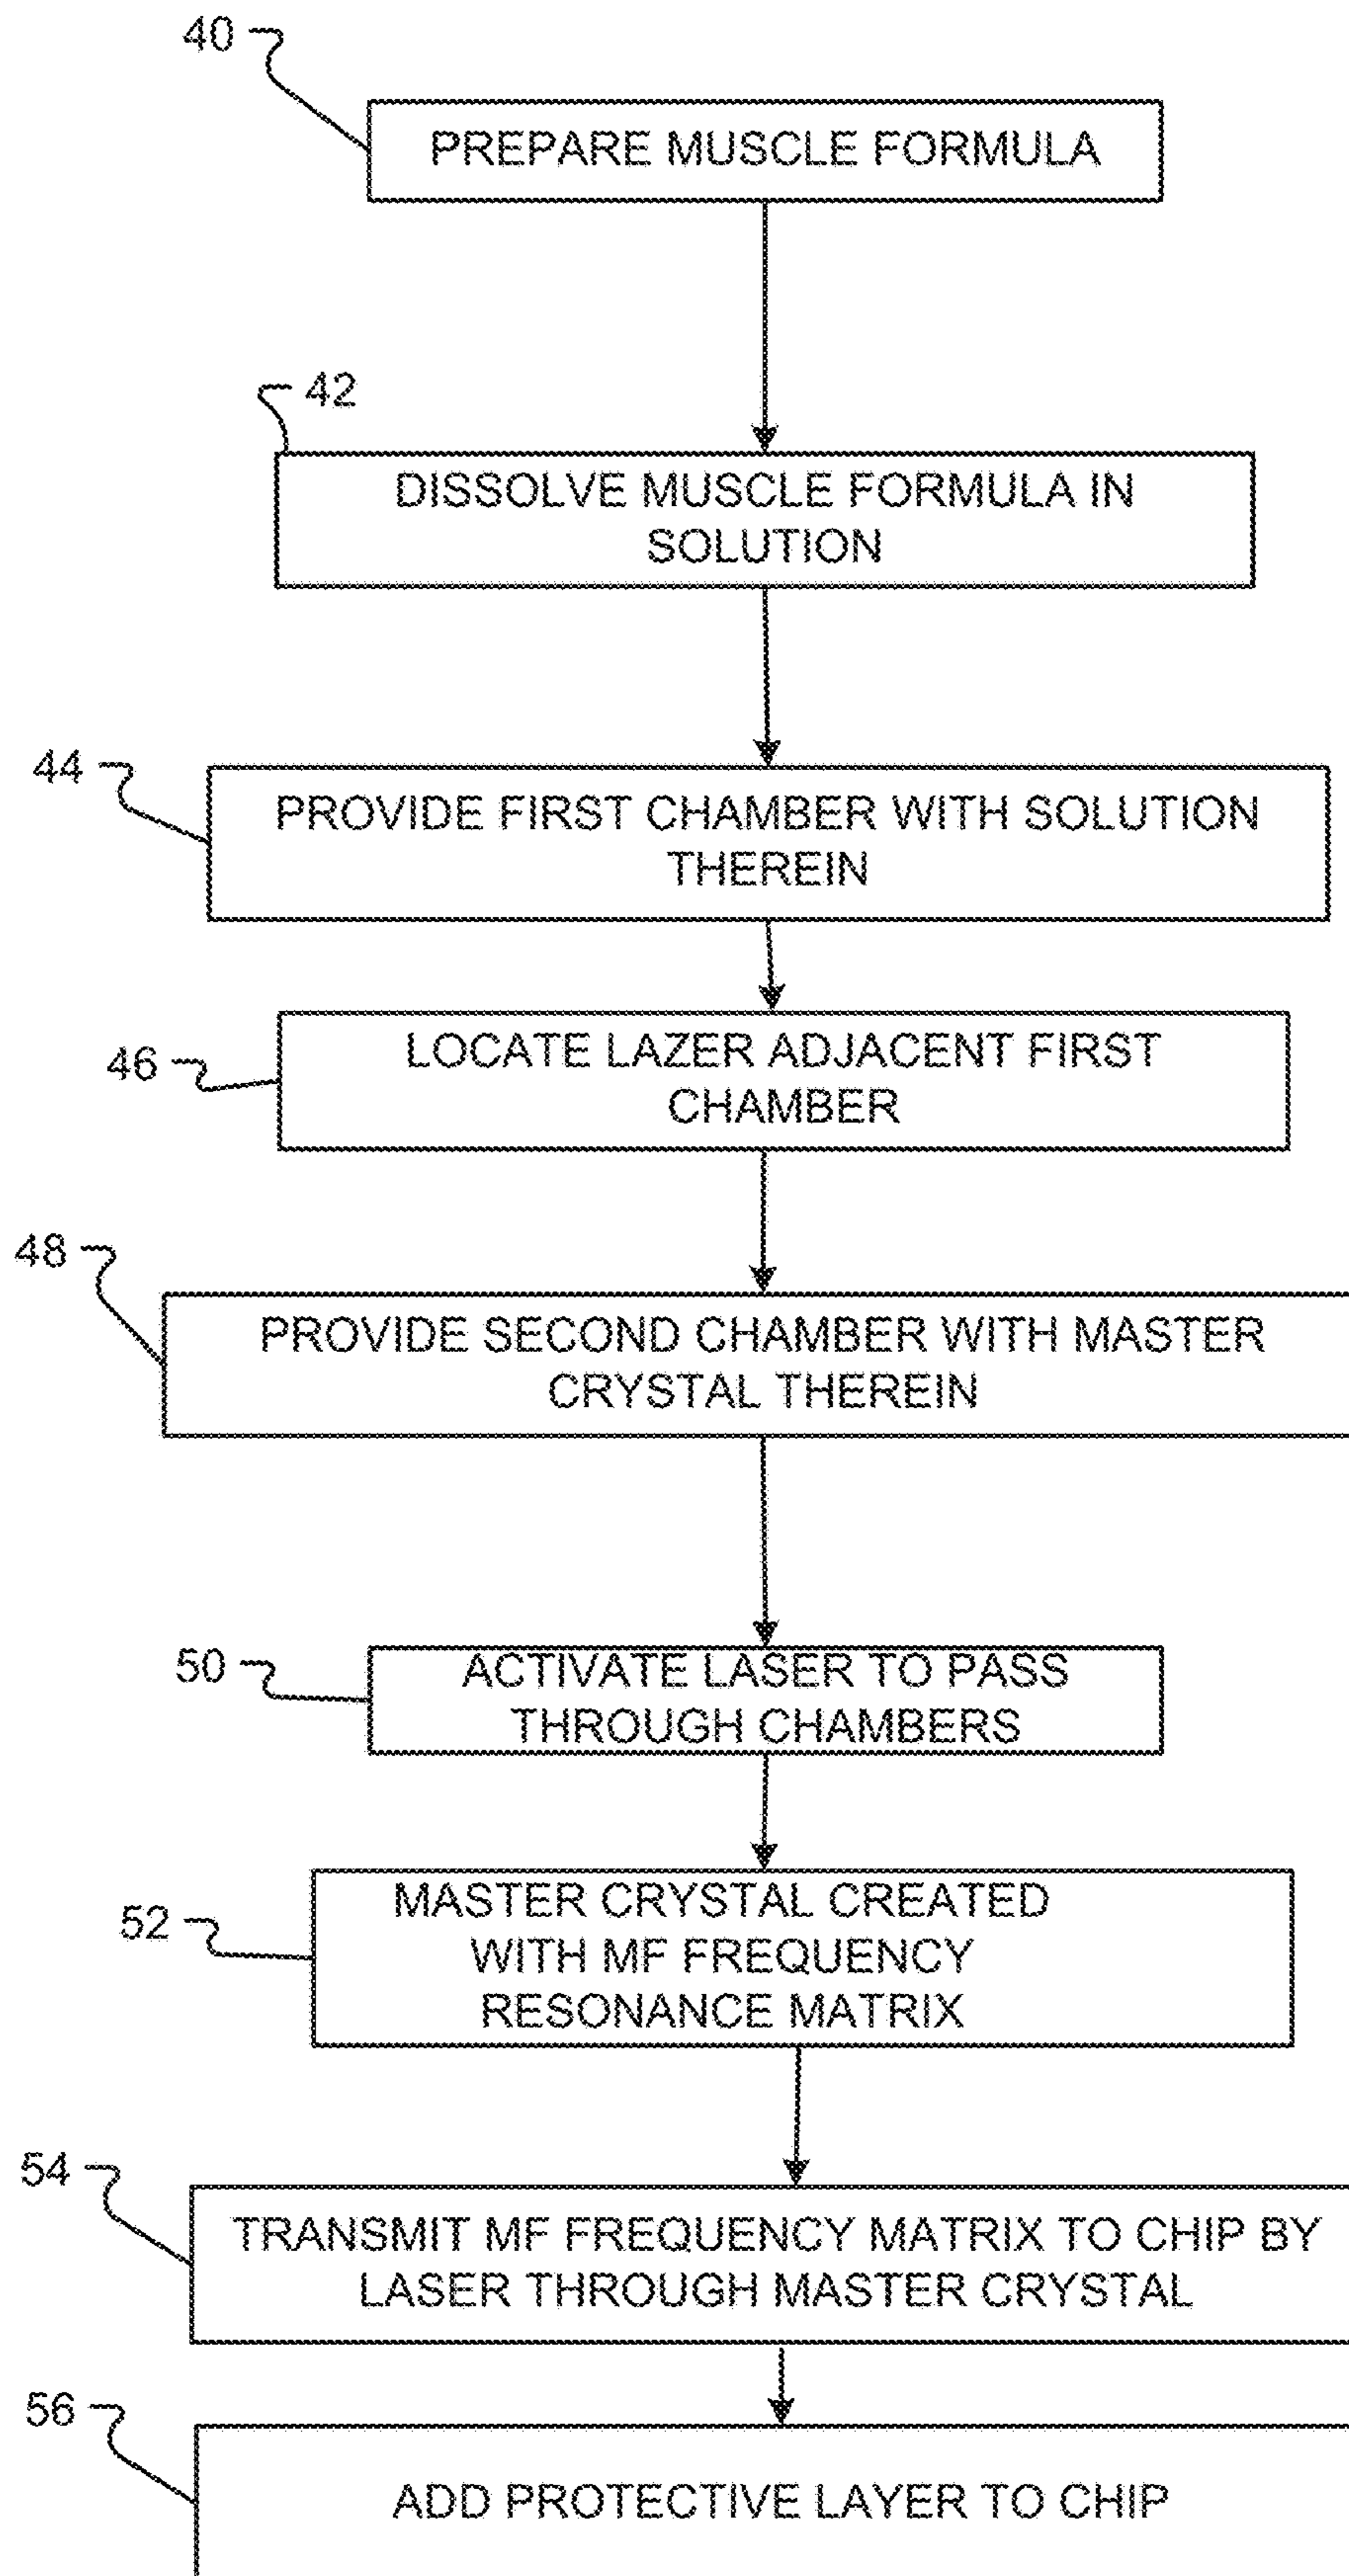 40
PREPARE MUSCLE FORMULA
42
DISSOLVE MUSCLE FORMULA IN
SOLUTION
44
PROVIDE FIRST CHAMBER WITH SOLUTION
THEREIN
46
LOCATE LAZER ADJACENT FIRST
CHAMBER
48
PROVIDE SECOND CHAMBER WITH MASTER
CRYSTAL THEREIN
50
ACTIVATE LASER TO PASS
THROUGH CHAMBERS
52
MASTER CRYSTAL CREATED
WITH MF FREQUENCY
RESONANCE MATRIX
54
TRANSMIT MF FREQUENCY MATRIX TO CHIP BY
LASER THROUGH MASTER CRYSTAL
56
ADD PROTECTIVE LAYER TO CHIP